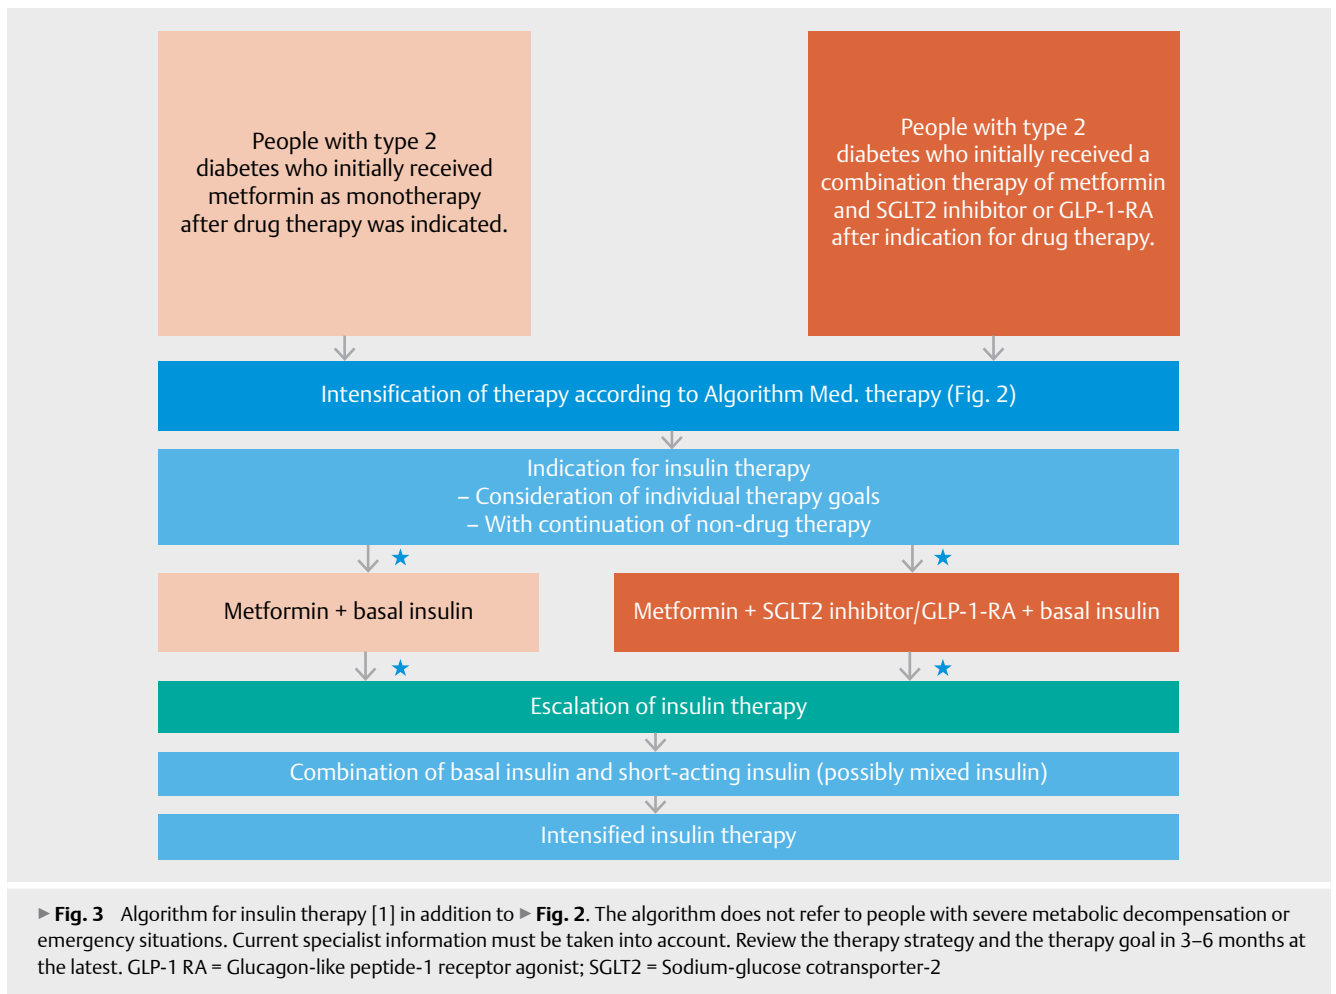 People with type 2
diabetes who initially received
metformin as monotherapy
after drug therapy was indicated.
People with type 2
diabetes who initially received a
combination therapy of metformin
and SGLT2 inhibitor or GLP-1-RA
after indication for drug therapy.
Intensification of therapy according to Algorithm Med. therapy (Fig. 2)
Indication for insulin therapy
– Consideration of individual therapy goals
– With continuation of non-drug therapy
Metformin + basal insulin
Metformin + SGLT2 inhibitor/GLP-1-RA + basal insulin
Escalation of insulin therapy
Combination of basal insulin and short-acting insulin (possibly mixed insulin)
Intensified insulin therapy
▶ Fig. 3 Algorithm for insulin therapy [1] in addition to ▶ Fig. 2. The algorithm does not refer to people with severe metabolic decompensation or
emergency situations. Current specialist information must be taken into account. Review the therapy strategy and the therapy goal in 3–6 months at
the latest. GLP-1 RA = Glucagon-like peptide-1 receptor agonist; SGLT2 = Sodium-glucose cotransporter-2